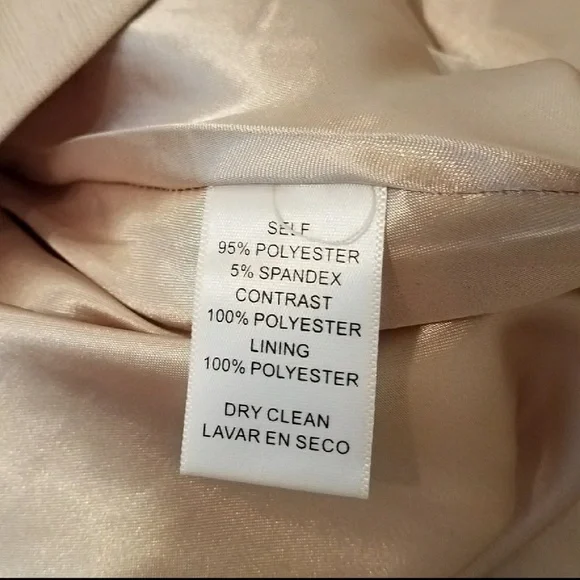 SELF
95% POLYESTER
5% SPANDEX
CONTRAST
100% POLYESTER
LINING
100% POLYESTER
DRY CLEAN
LAVAR EN SECO